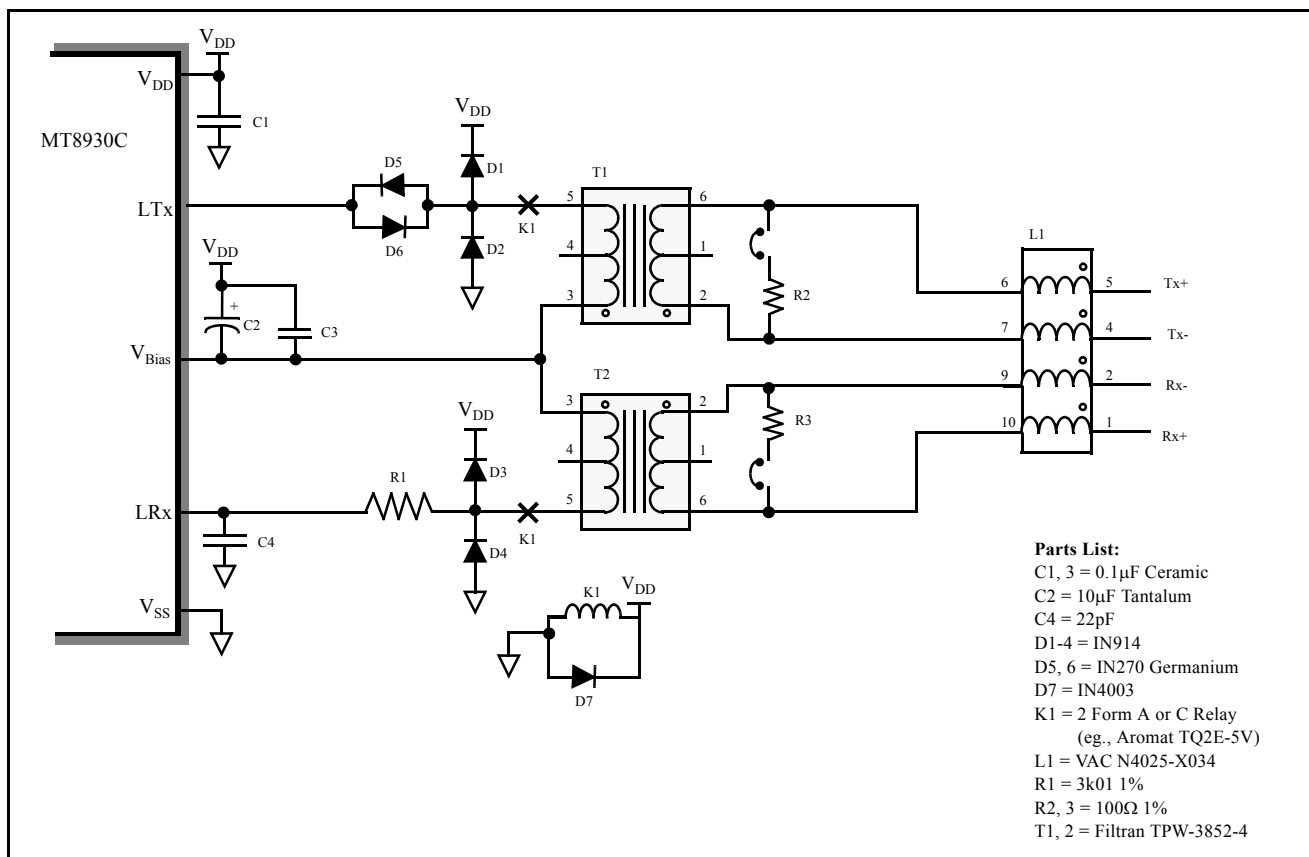 VDD
VDD
C1
MT8930C
VDD
D5
D1
T1
LTx
5
6
K1
D6
D2
4
1
VDD
3
2
R2
+
C2
C3
VBias
L1
6
5
Tx+
7
4
Tx-
9
2
Rx-
10
1
Rx+
T2
VDD
3
2
R3
D3
4
1
R1
LRx
5
6
K1
C4
D4
VSS
K1
VDD
D7
Parts List:
C1, 3 = 0.1μF Ceramic
C2 = 10μF Tantalum
C4 = 22pF
D1-4 = IN914
D5, 6 = IN270 Germanium
D7 = IN4003
K1 = 2 Form A or C Relay
(eg., Aromat TQ2E-5V)
L1 = VAC N4025-X034
R1 = 3k01 1%
R2, 3 = 100Ω 1%
T1, 2 = Filtran TPW-3852-4